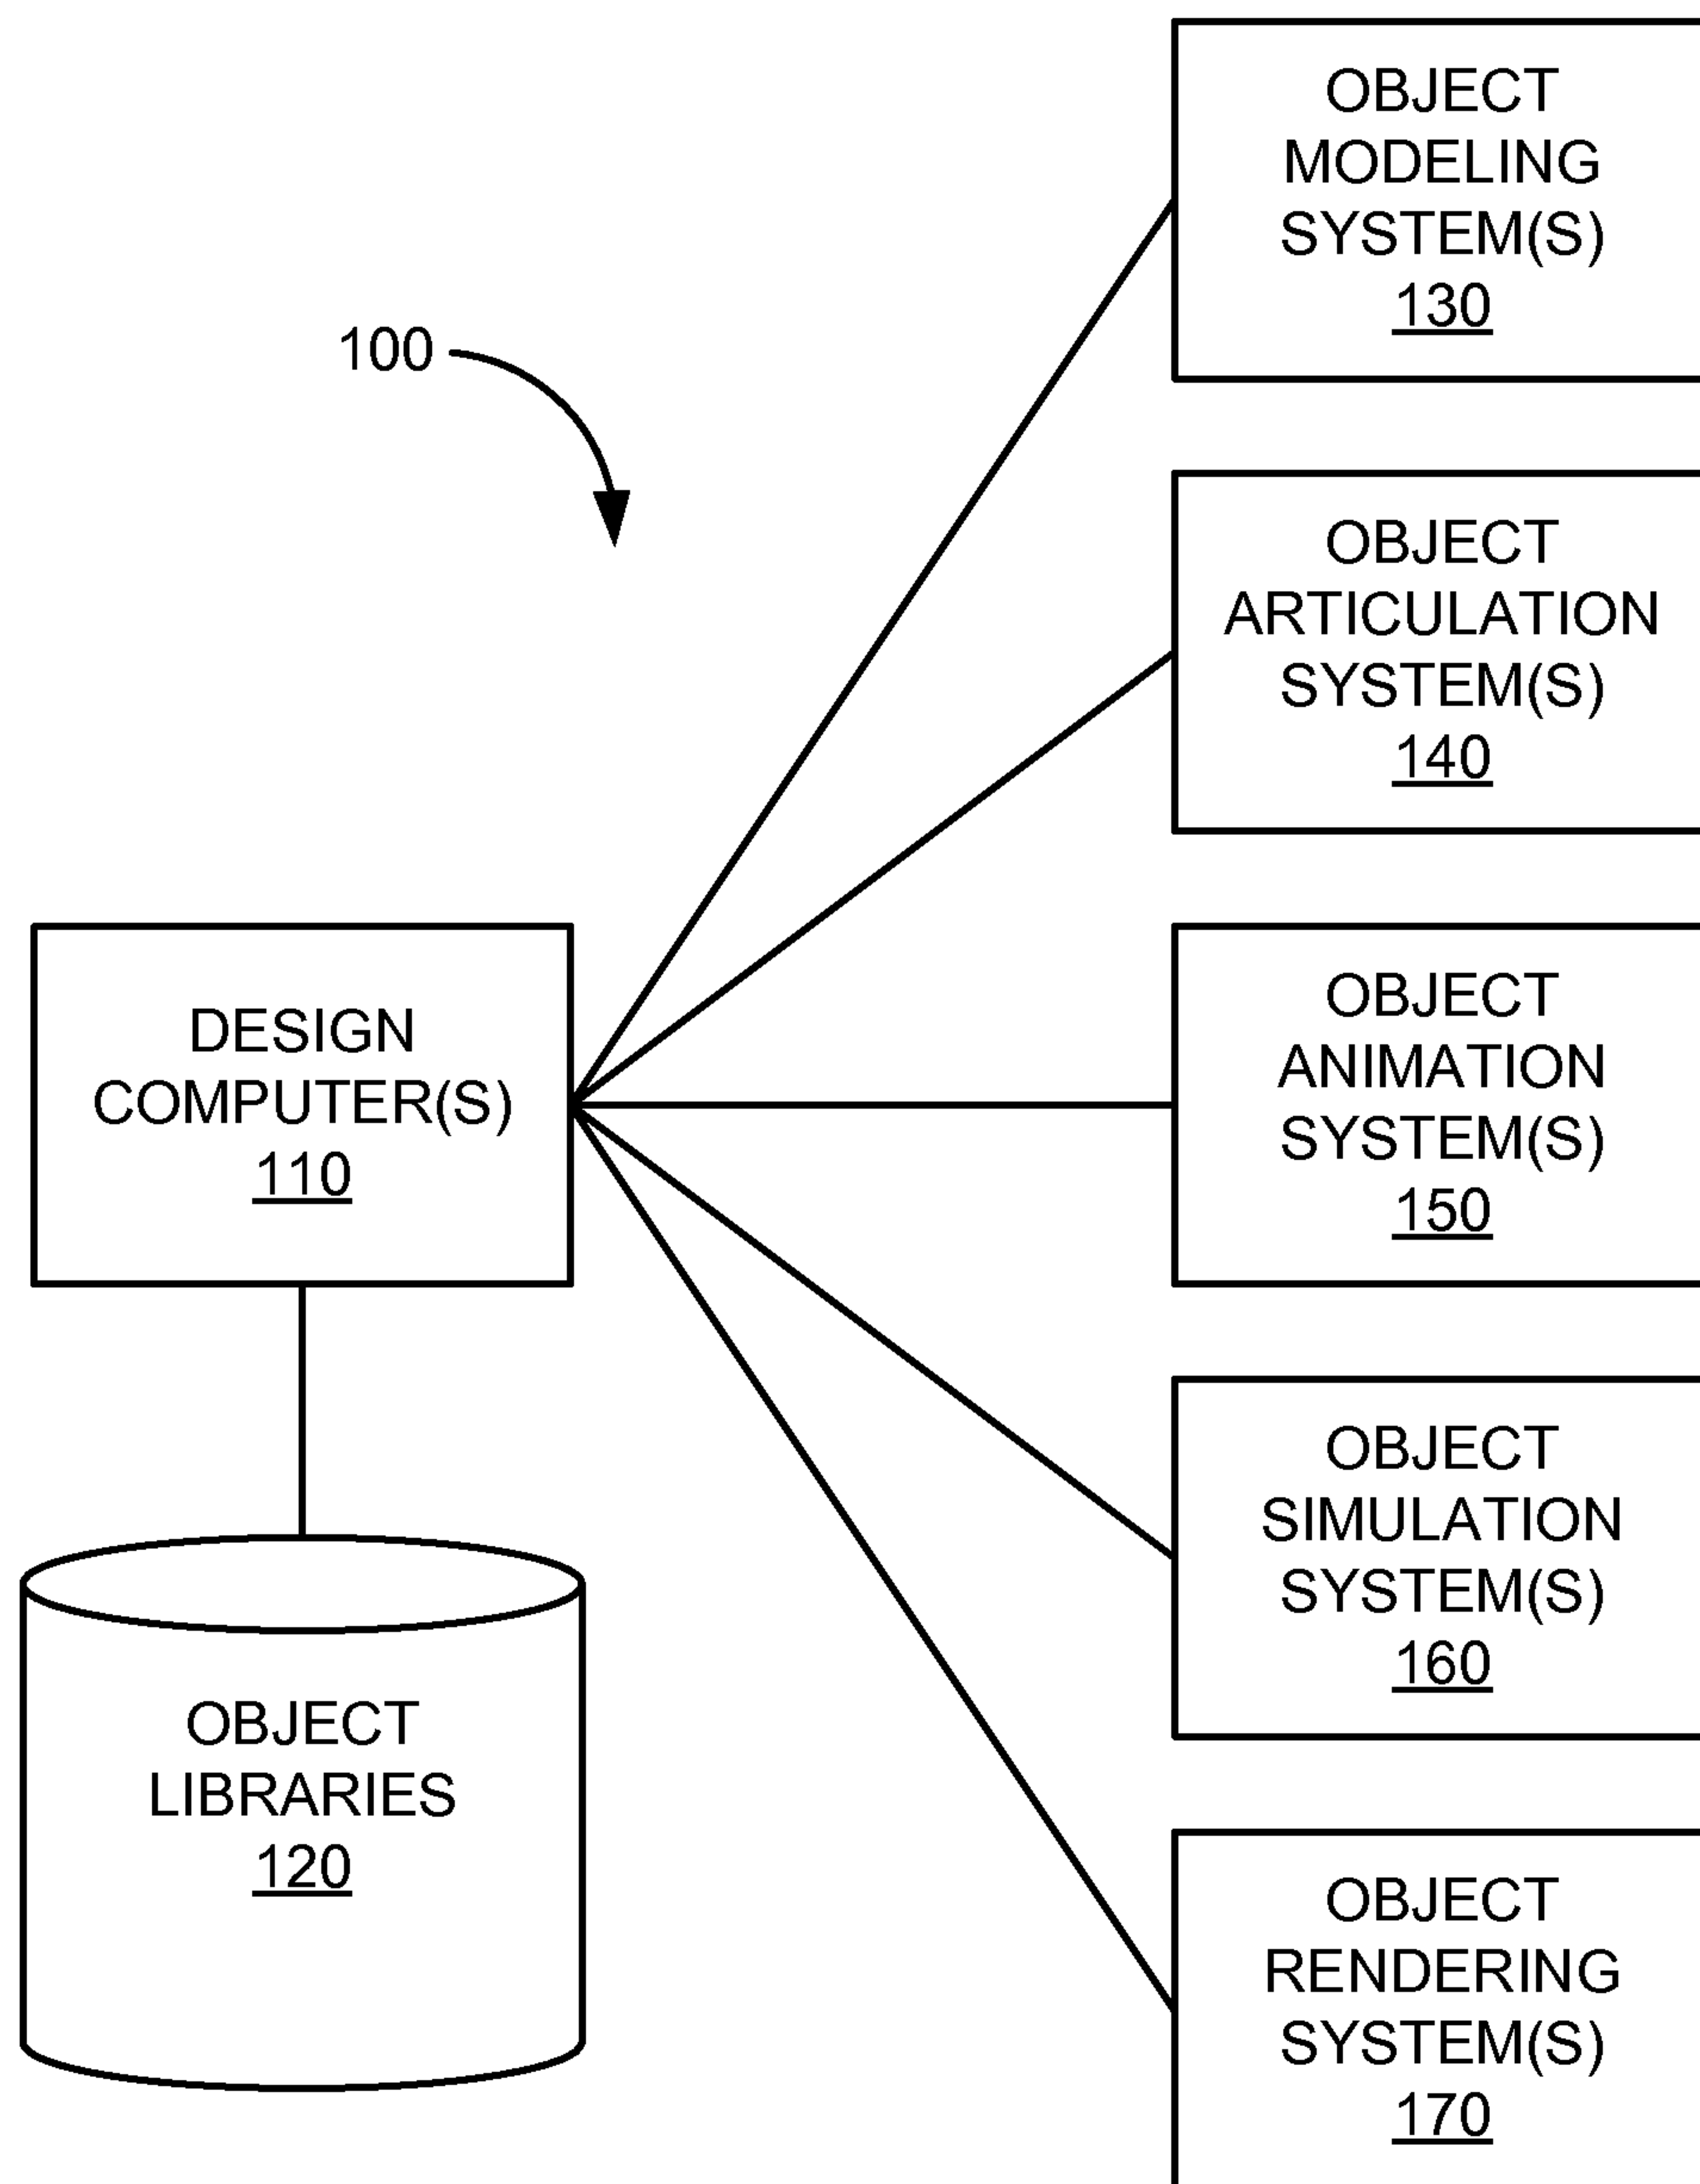 100
DESIGN
COMPUTER(S)
110
OBJECT
LIBRARIES
120
OBJECT
MODELING
SYSTEM(S)
130
OBJECT
ARTICULATION
SYSTEM(S)
140
OBJECT
ANIMATION
SYSTEM(S)
150
OBJECT
SIMULATION
SYSTEM(S)
160
OBJECT
RENDERING
SYSTEM(S)
170